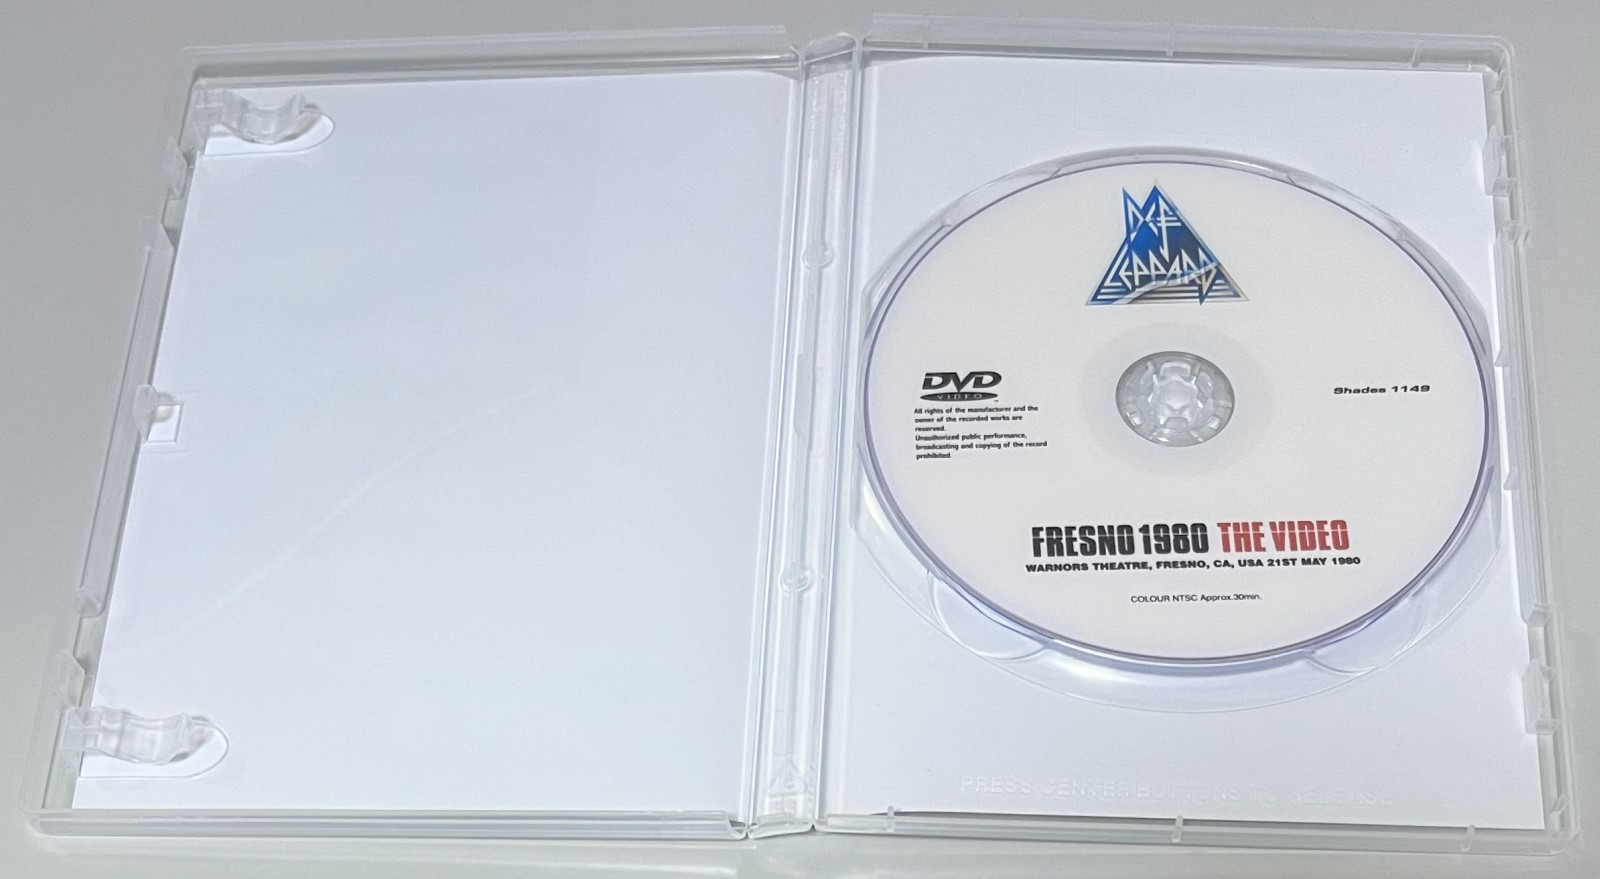 DEF
LEPPARD
DVD
VIDEO
™
All rights of the manufacturer and the
owner of the recorded works are
reserved.
Unauthorized public performance,
broadcasting and copying of the record
prohibited.
Shades 1149
FRESNO 1980 THE VIDEO
WARNORS THEATRE, FRESNO, CA, USA 21ST MAY 1980
COLOUR NTSC Approx.30min.
PRESS CENTER BUTTONS TO RELEASE